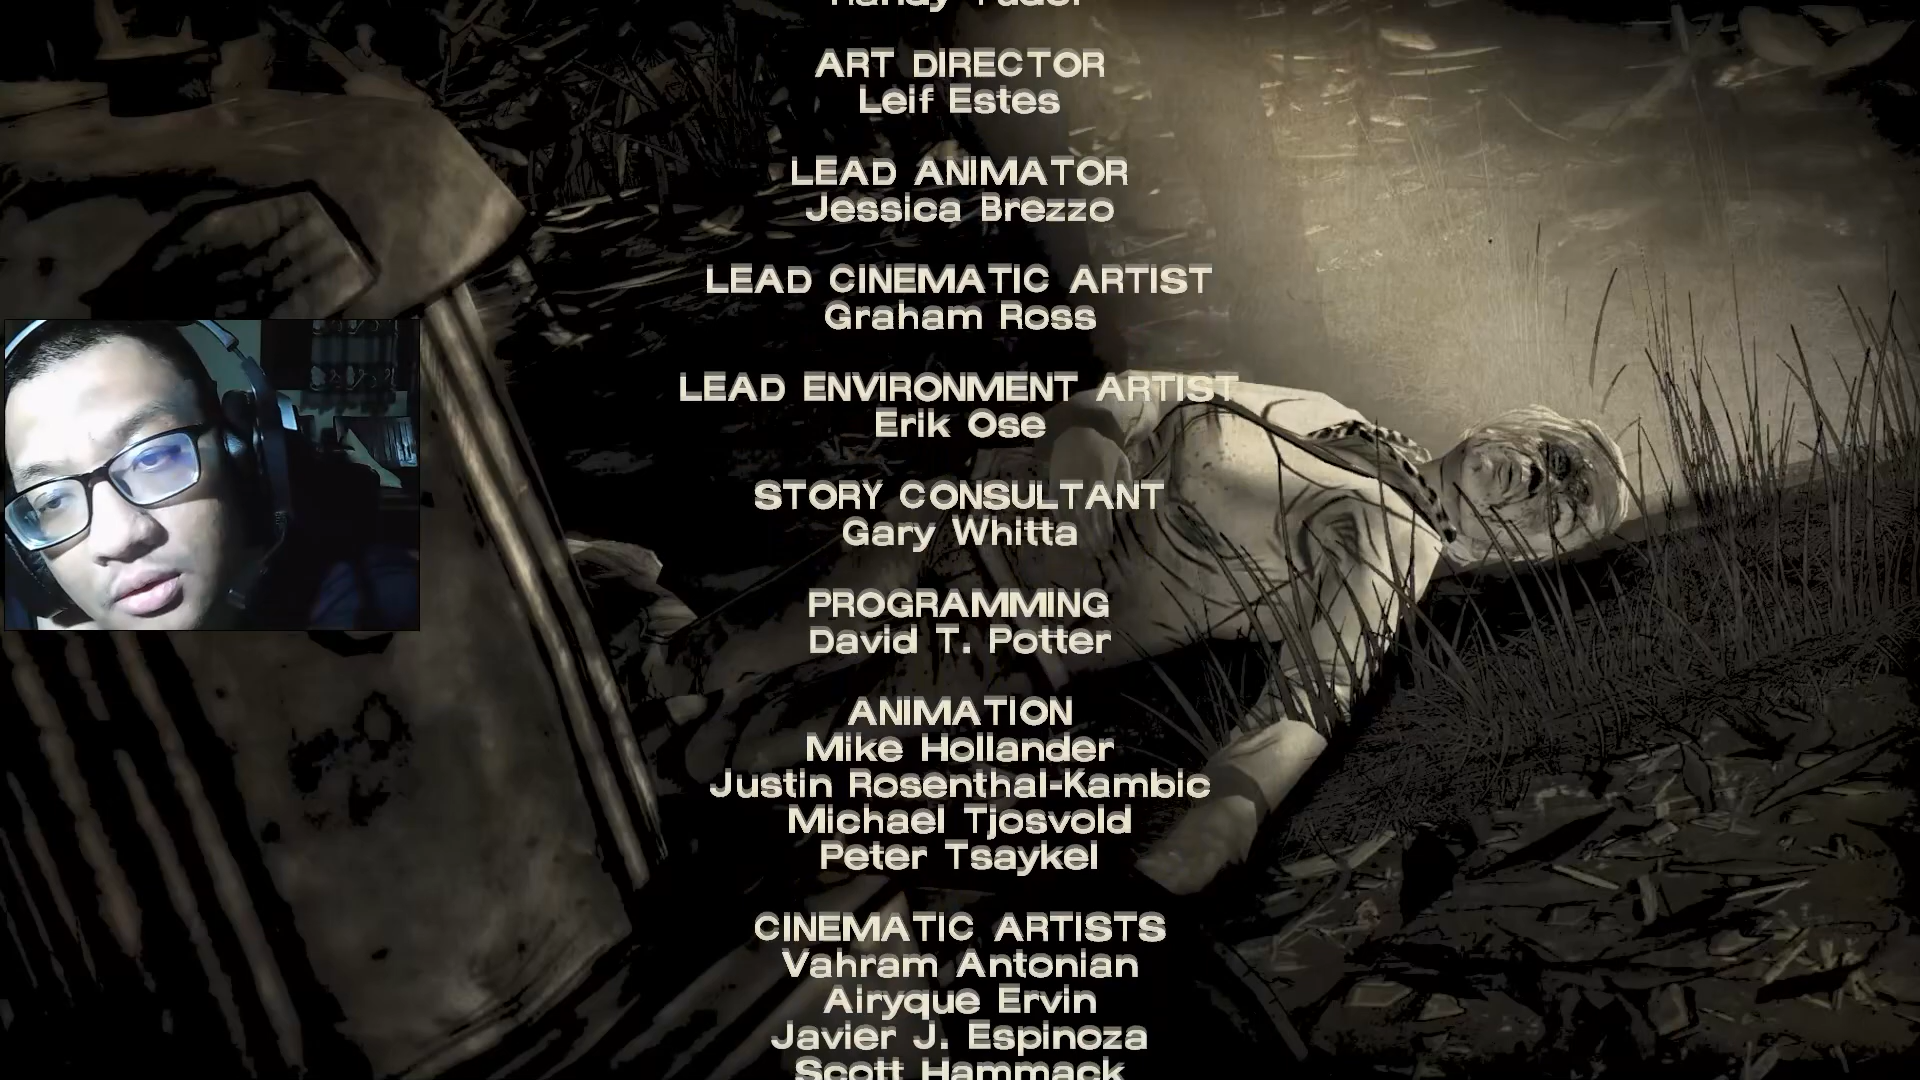 ART DIRECTOR
Leif Estes
LEAD ANIMATOR
Jessica Brezzo
LEAD CINEMATIC ARTIST
Graham Ross
LEAD ENVIRONMENT ARTIST
Erik Ose
STORY CONSULTANT
Gary Whitta
PROGRAMMING
David T. Potter
ANIMATION
Mike Hollander
Justin Rosenthal-Kambic
Michael Tjosvold
Peter Tsaykel
CINEMATIC ARTISTS
Vahram Antonian
Airyque Ervin
Javier J. Espinoza
Scott Hammack